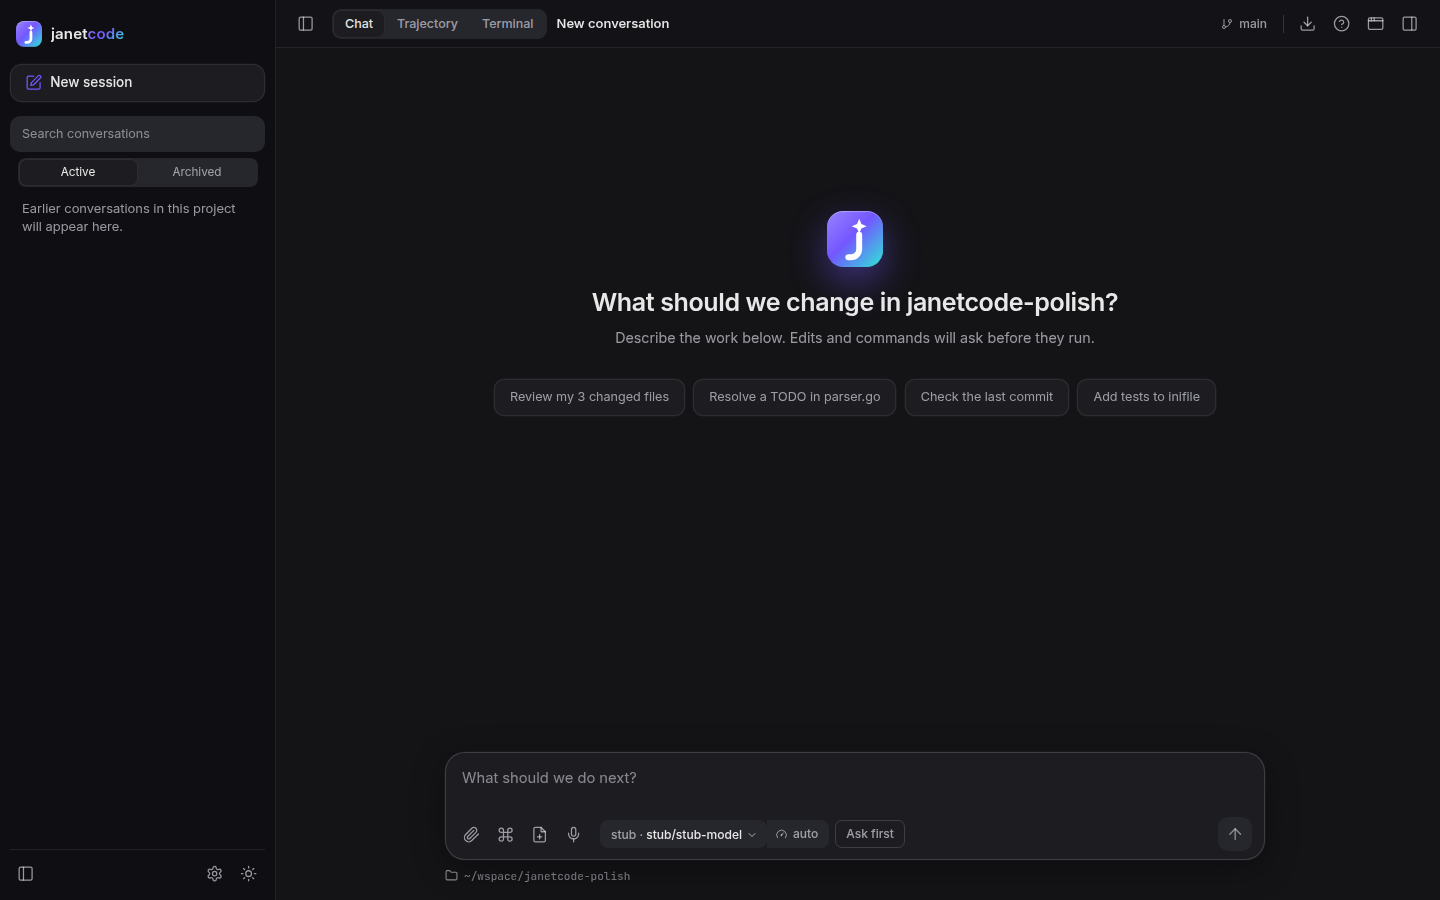 janetcode
New session
Search conversations
Active
Archived
Earlier conversations in this project
will appear here.
Chat
Trajectory
Terminal
New conversation
main
What should we change in janetcode-polish?
Describe the work below. Edits and commands will ask before they run.
Review my 3 changed files
Resolve a TODO in parser.go
Check the last commit
Add tests to inifile
What should we do next?
stub · stub/stub-model
auto
Ask first
~/wspace/janetcode-polish